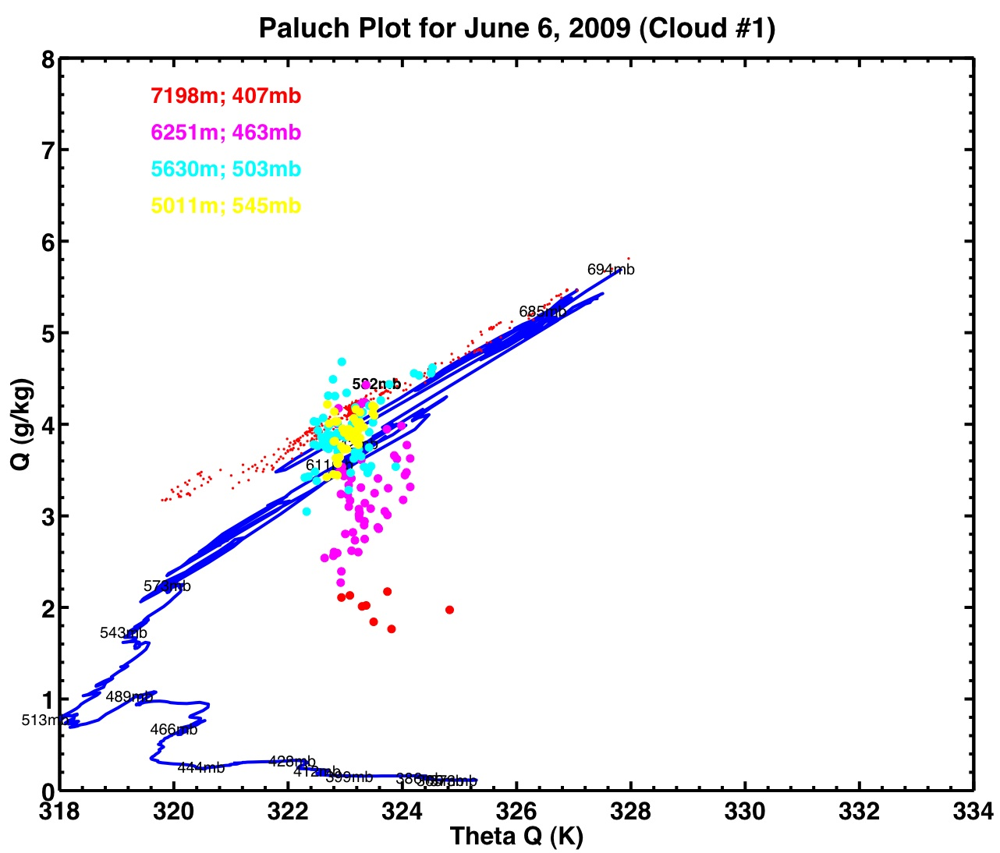 Paluch Plot for June 6, 2009 (Cloud #1)
8
7198m; 407mb
6251m; 463mb
7
5630m; 503mb
5011m; 545mb
6
694mb
685mb
5
582mb
Q (g/kg)
4
3
573mb
2
543mb
1
489mb
513mb
466mb
428mb
444mb
412mb
399mb
0
318 320 322 324 326 328 330 332 334
Theta Q (K)